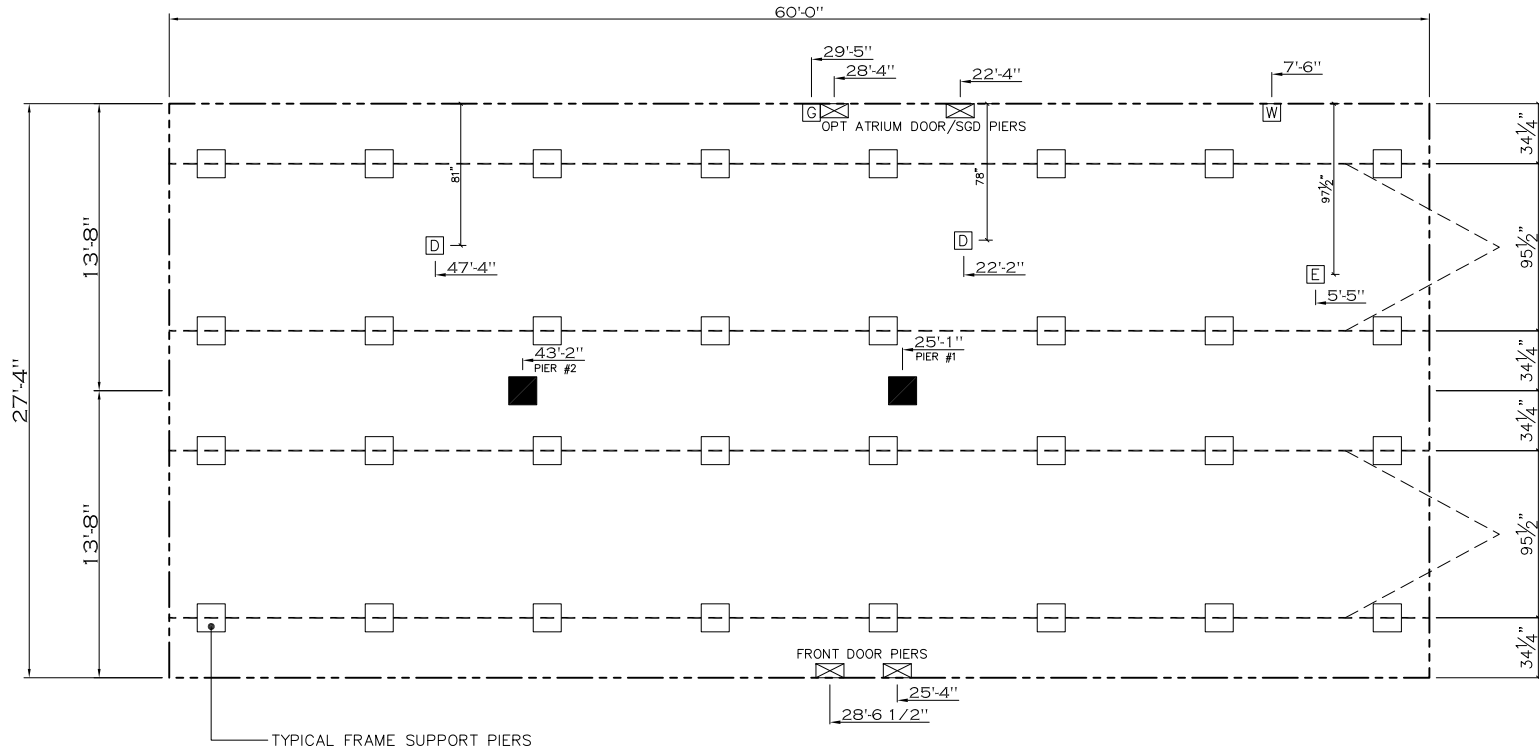 60'-0"
29'-5"
28'-4"
22'-4"
7'-6"
G
W
OPT ATRIUM DOOR/SGD PIERS
34¼"
81"
78"
97½"
13'-8"
D
D
95½"
47'-4"
22'-2"
E
5'-5"
27'-4"
43'-2"
PIER #2
25'-1"
PIER #1
34¼"
34¼"
13'-8"
95½"
FRONT DOOR PIERS
34¼"
25'-4"
28'-6 1/2"
TYPICAL FRAME SUPPORT PIERS